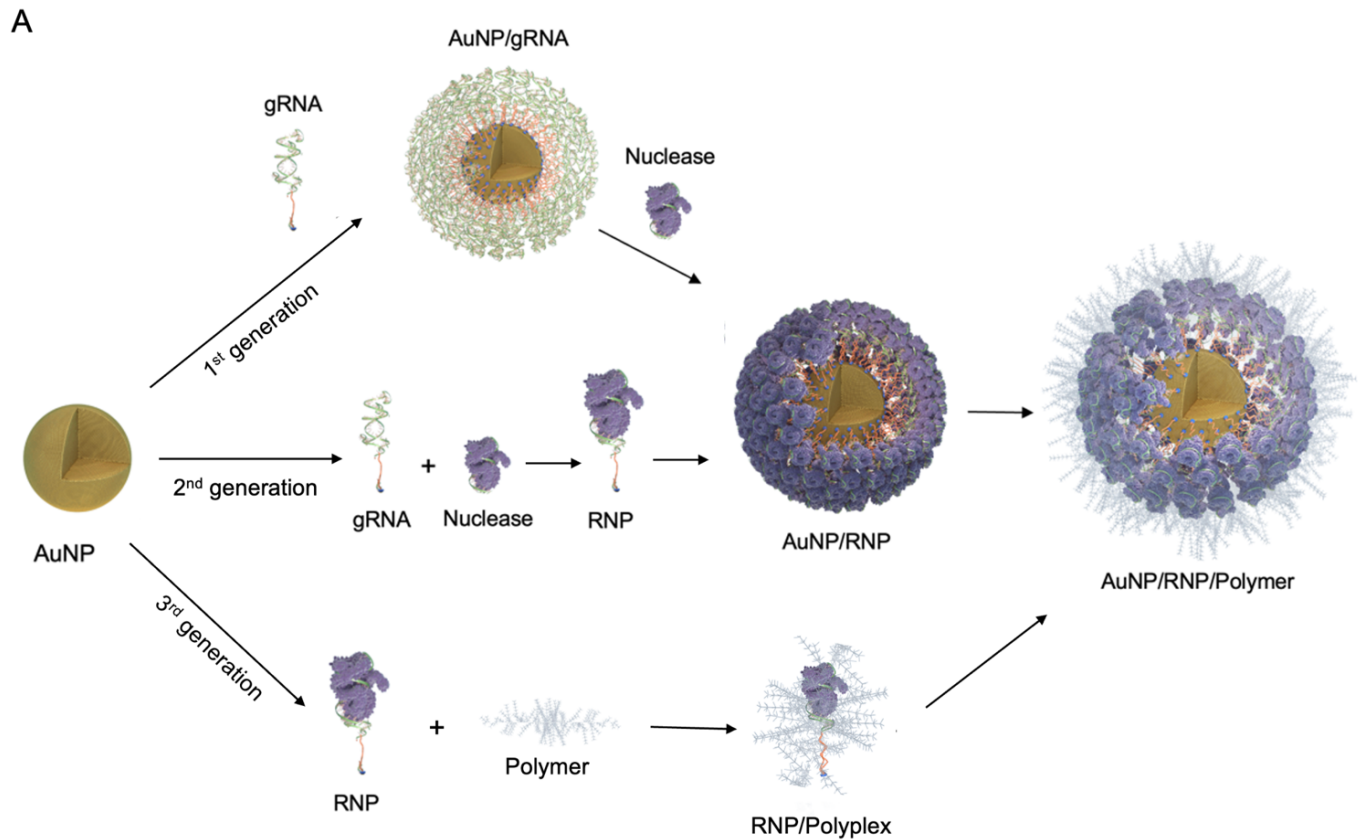 A
AuNP/gRNA
gRNA
Nuclease
1st generation
2nd generation
gRNA
+
Nuclease
RNP
AuNP
AuNP/RNP
AuNP/RNP/Polymer
3rd generation
+
Polymer
RNP
RNP/Polyplex